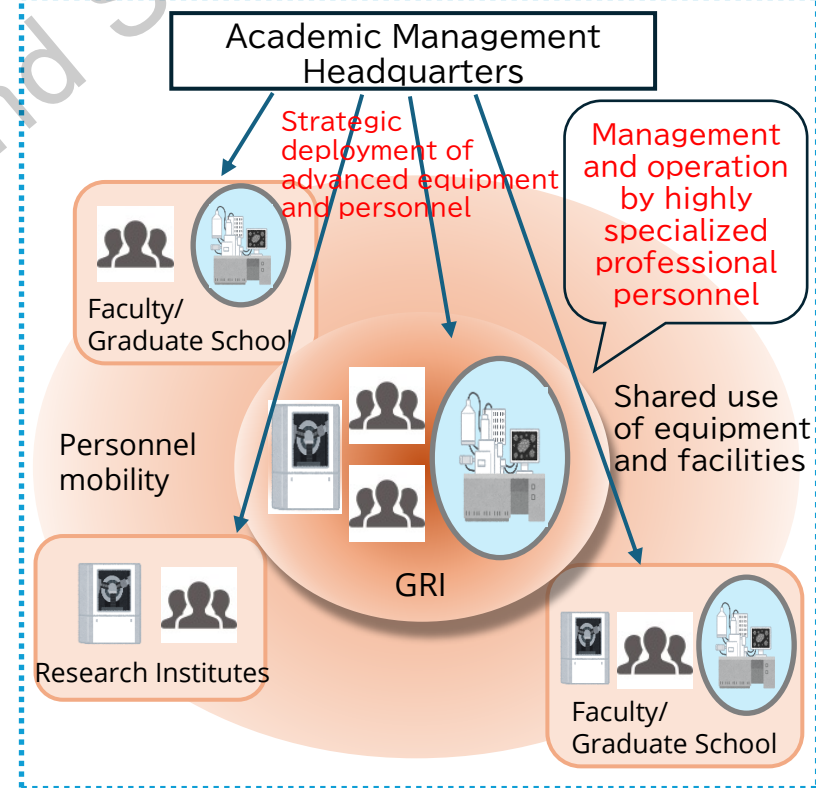 Academic Management
Headquarters
Strategic
deployment of
advanced equipment
and personnel
Management
and operation
by highly
specialized
professional
personnel
Faculty/
Graduate School
Personnel
mobility
Shared use
of equipment
and facilities
GRI
Research Institutes
Faculty/
Graduate School